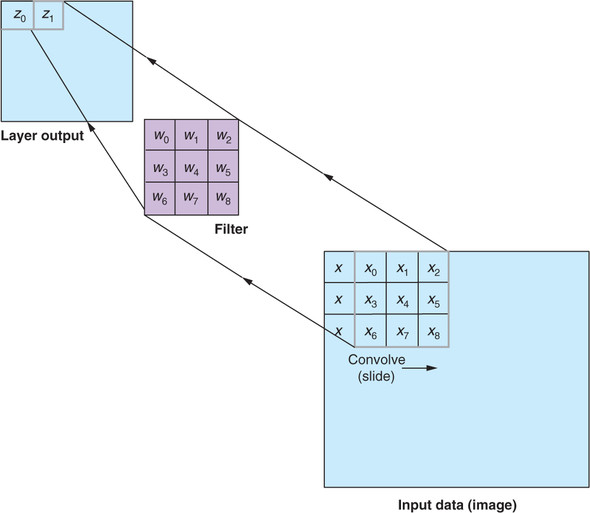 z0 z1
Layer output
w0 w1 w2
w3 w4 w5
w6 w7 w8
Filter
x x0 x1 x2
x x3 x4 x5
x x6 x7 x8
Convolve
(slide)
Input data (image)